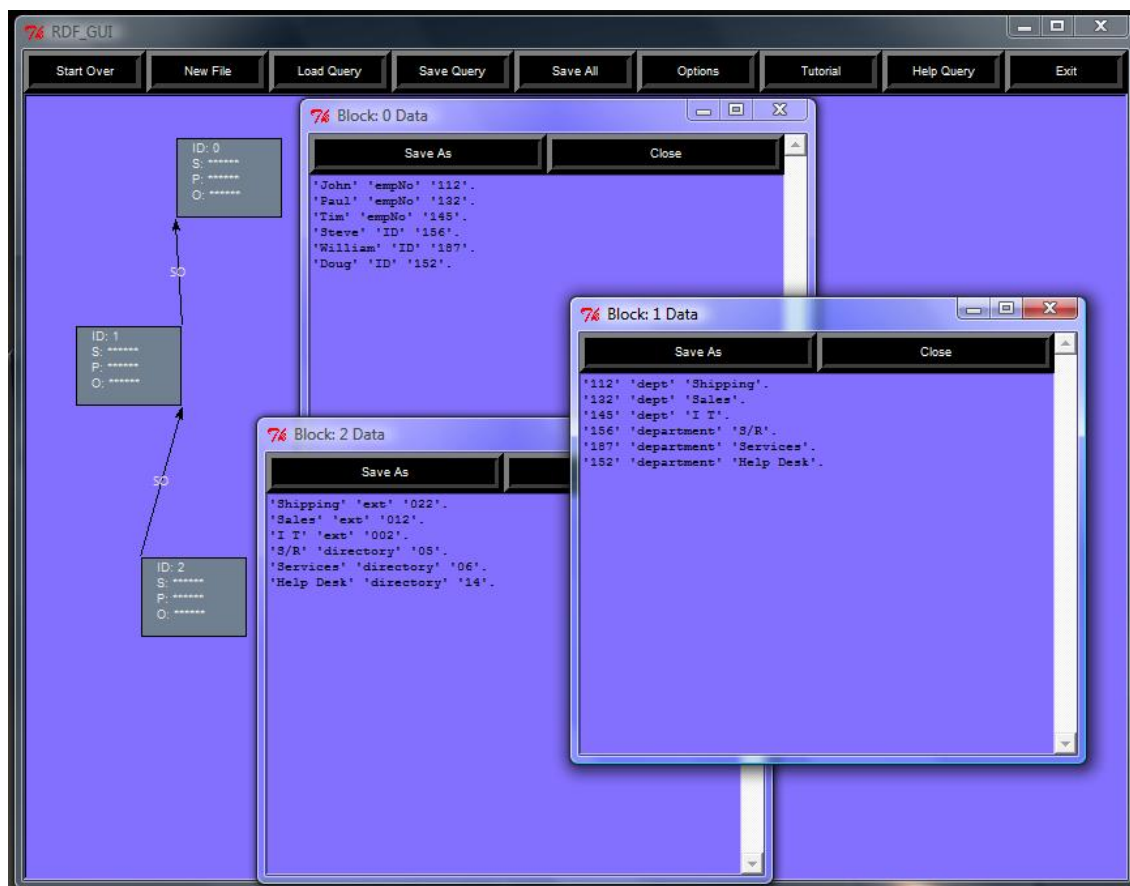 RDF_GUI
Start Over New File Load Query Save Query Save All Options Tutorial Help Query Exit
ID: 0
S: ******
P: ******
O: ******
SO
ID: 1
S: ******
P: ******
O: ******
SO
ID: 2
S: ******
P: ******
O: ******
Block: 0 Data
Save As Close
'John' 'empNo' '112'.
'Paul' 'empNo' '132'.
'Tim' 'empNo' '145'.
'Steve' 'ID' '156'.
'William' 'ID' '187'.
'Doug' 'ID' '152'.
Block: 1 Data
Save As Close
'112' 'dept' 'Shipping'.
'132' 'dept' 'Sales'.
'145' 'dept' 'I T'.
'156' 'department' 'S/R'.
'187' 'department' 'Services'.
'152' 'department' 'Help Desk'.
Block: 2 Data
Save As
'Shipping' 'ext' '022'.
'Sales' 'ext' '012'.
'I T' 'ext' '002'.
'S/R' 'directory' '05'.
'Services' 'directory' '06'.
'Help Desk' 'directory' '14'.